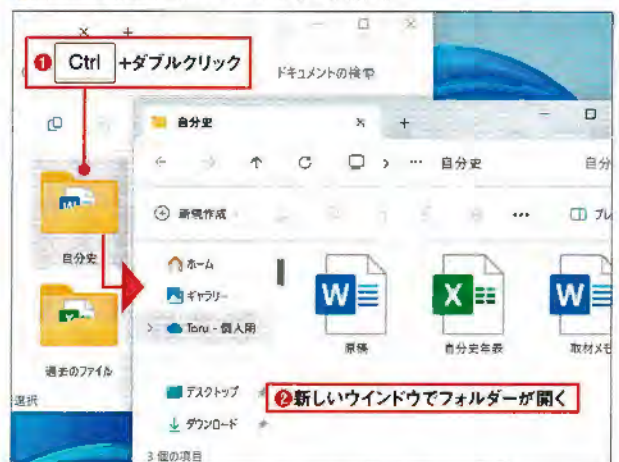 ❶ Ctrl +ダブルクリック
ドキュメントの検索
自分史
自分史
自分
新規作成
プレ
自分史
過去のファイル
選択
ホーム
ギャラリー
Toru - 個人用
デスクトップ
ダウンロード
原稿
自分史年表
取材メモ
❷新しいウインドウでフォルダーが開く
3 個の項目